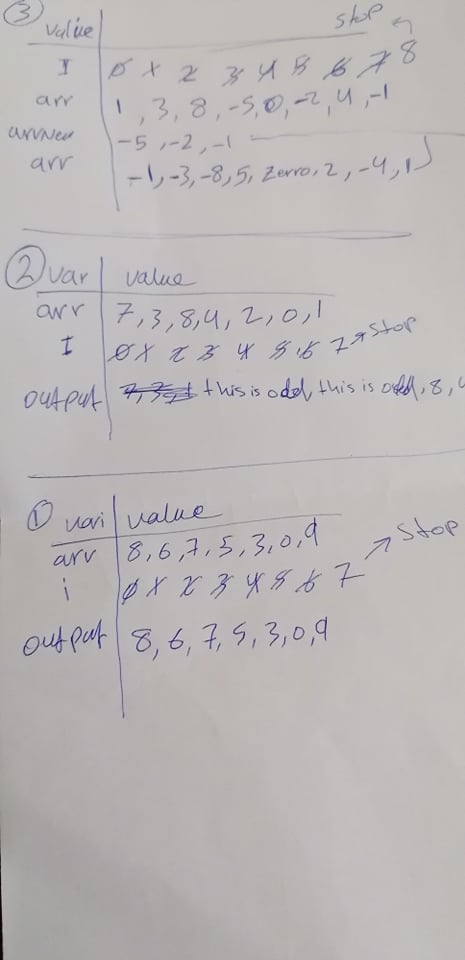 ③ stop
value
I 0 1 2 3 4 5 6 7 8
arr 1, 3, 8, -5, 0, -2, 4, -1
arrNew -5, -2, -1
arr -1, -3, -8, 5, Zerro, 2, -4, 1
② var value
arr 7, 3, 8, 4, 2, 0, 1
I 0 1 2 3 4 5 6 7 stop
output this is odd, this is odd, 8, 4
① vari value
arr 8, 6, 7, 5, 3, 0, 9 stop
i 0 1 2 3 4 5 6 7
output 8, 6, 7, 5, 3, 0, 9